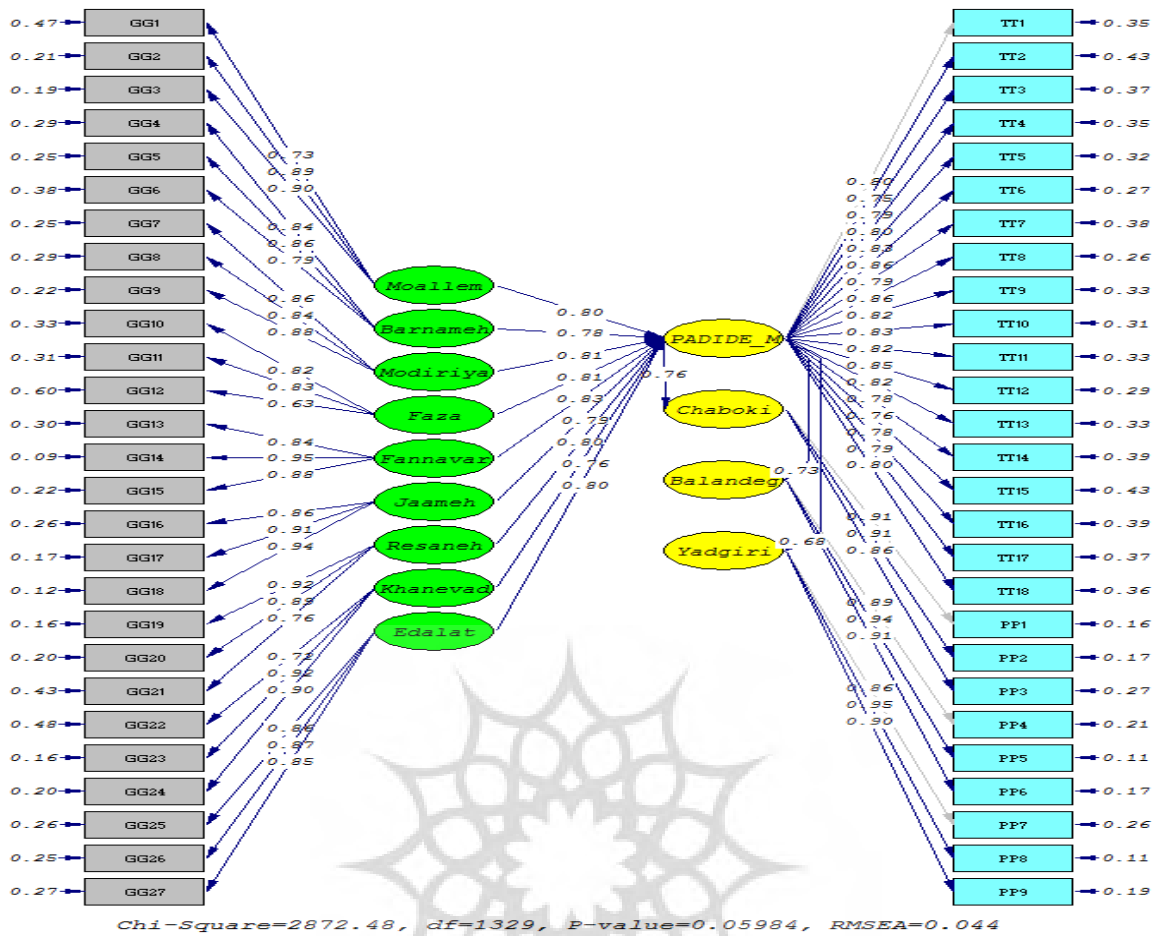 0.47 GG1
0.21 GG2
0.19 GG3
0.29 GG4
0.25 GG5
0.38 GG6
0.25 GG7
0.29 GG8
0.22 GG9
0.33 GG10
0.31 GG11
0.60 GG12
0.30 GG13
0.09 GG14
0.22 GG15
0.26 GG16
0.17 GG17
0.12 GG18
0.16 GG19
0.20 GG20
0.43 GG21
0.48 GG22
0.16 GG23
0.20 GG24
0.26 GG25
0.25 GG26
0.27 GG27
0.73
0.89
0.90
0.84
0.86
0.79
0.86
0.84
0.88
0.82
0.83
0.63
0.84
0.95
0.88
0.86
0.91
0.94
0.92
0.89
0.76
0.72
0.92
0.90
0.86
0.87
0.85
Moallem
Barnameh
Modiriya
Faza
Fannavar
Jaameh
Resaneh
Khanevad
Edalat
0.80
0.78
0.81
0.81
0.83
0.79
0.80
0.76
0.80
PADIDE_M
Chaboki
Balandeg
Yadgiri
0.76
0.73
0.68
0.80
0.75
0.79
0.80
0.83
0.86
0.79
0.86
0.82
0.83
0.82
0.85
0.82
0.78
0.76
0.78
0.79
0.80
0.91
0.91
0.86
0.89
0.94
0.91
0.86
0.95
0.90
TT1 0.35
TT2 0.43
TT3 0.37
TT4 0.35
TT5 0.32
TT6 0.27
TT7 0.38
TT8 0.26
TT9 0.33
TT10 0.31
TT11 0.33
TT12 0.29
TT13 0.33
TT14 0.39
TT15 0.43
TT16 0.39
TT17 0.37
TT18 0.36
PP1 0.16
PP2 0.17
PP3 0.27
PP4 0.21
PP5 0.11
PP6 0.17
PP7 0.26
PP8 0.11
PP9 0.19
Chi-Square=2872.48, df=1329, P-value=0.05984, RMSEA=0.044